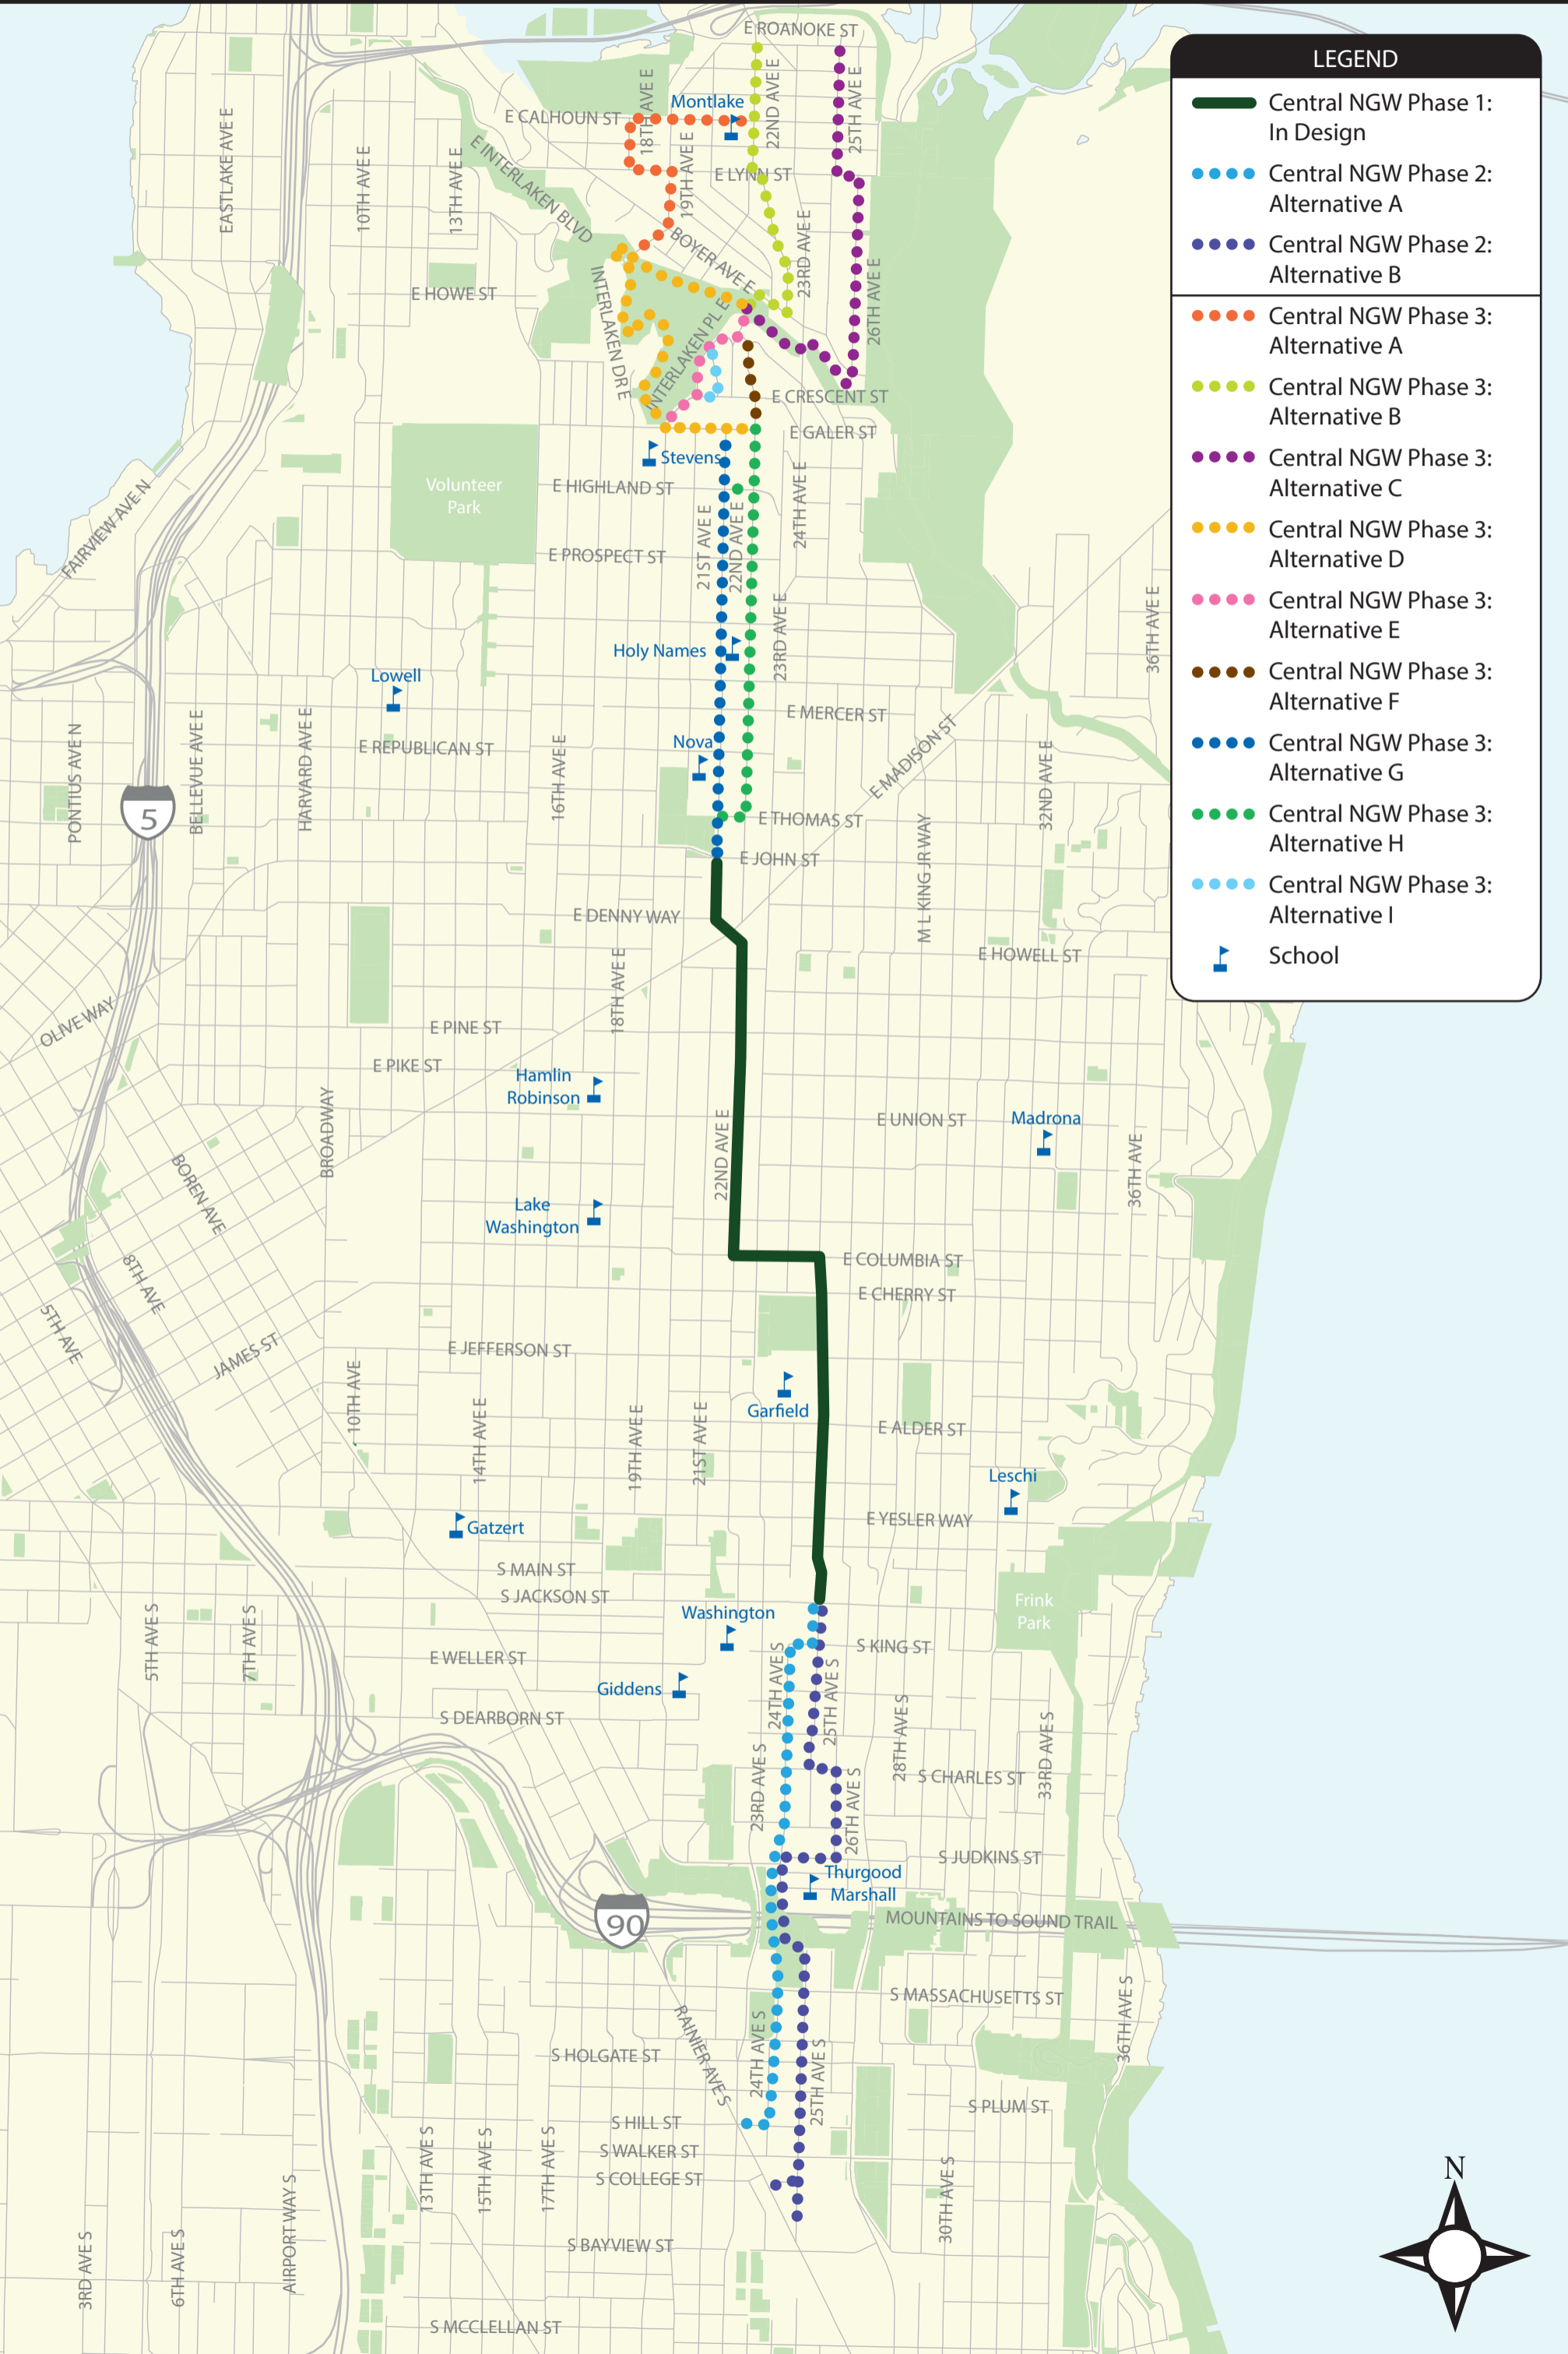 LEGEND
Central NGW Phase 1:
In Design
Central NGW Phase 2:
Alternative A
Central NGW Phase 2:
Alternative B
Central NGW Phase 3:
Alternative A
Central NGW Phase 3:
Alternative B
Central NGW Phase 3:
Alternative C
Central NGW Phase 3:
Alternative D
Central NGW Phase 3:
Alternative E
Central NGW Phase 3:
Alternative F
Central NGW Phase 3:
Alternative G
Central NGW Phase 3:
Alternative H
Central NGW Phase 3:
Alternative I
School
E ROANOKE ST
Montlake
E CALHOUN ST
18TH AVE E
22ND AVE E
25TH AVE E
EASTLAKE AVE E
10TH AVE E
13TH AVE E
E INTERLAKEN BLVD
19TH AVE E
E LYNN ST
BOYER AVE E
23RD AVE E
E HOWE ST
INTERLAKEN DR E
INTERLAKEN PL E
26TH AVE E
E CRESCENT ST
E GALER ST
Stevens
Volunteer
Park
E HIGHLAND ST
24TH AVE E
FAIRVIEW AVE N
E PROSPECT ST
21ST AVE E
22ND AVE E
23RD AVE E
36TH AVE E
Holy Names
Lowell
E MERCER ST
Nova
E REPUBLICAN ST
E MADISON ST
PONTIUS AVE N
BELLEVUE AVE E
HARVARD AVE E
16TH AVE E
32ND AVE E
5
E THOMAS ST
M L KING JR WAY
E JOHN ST
E DENNY WAY
E HOWELL ST
18TH AVE E
OLIVE WAY
E PINE ST
E PIKE ST
Hamlin
Robinson
BROADWAY
22ND AVE E
E UNION ST
Madrona
36TH AVE
BOREN AVE
Lake
Washington
E COLUMBIA ST
8TH AVE
E CHERRY ST
5TH AVE
JAMES ST
E JEFFERSON ST
10TH AVE
14TH AVE E
19TH AVE E
21ST AVE E
Garfield
E ALDER ST
Leschi
E YESLER WAY
Gatzert
S MAIN ST
S JACKSON ST
Frink
Park
Washington
5TH AVE S
7TH AVE S
E WELLER ST
S KING ST
Giddens
24TH AVE S
25TH AVE S
S DEARBORN ST
28TH AVE S
33RD AVE S
23RD AVE S
S CHARLES ST
26TH AVE S
S JUDKINS ST
Thurgood
Marshall
90
MOUNTAINS TO SOUND TRAIL
S MASSACHUSETTS ST
36TH AVE S
RAINIER AVE S
S HOLGATE ST
24TH AVE S
25TH AVE S
S PLUM ST
S HILL ST
S WALKER ST
S COLLEGE ST
13TH AVE S
15TH AVE S
17TH AVE S
30TH AVE S
AIRPORT WAY S
3RD AVE S
6TH AVE S
S BAYVIEW ST
S MCCLELLAN ST
N